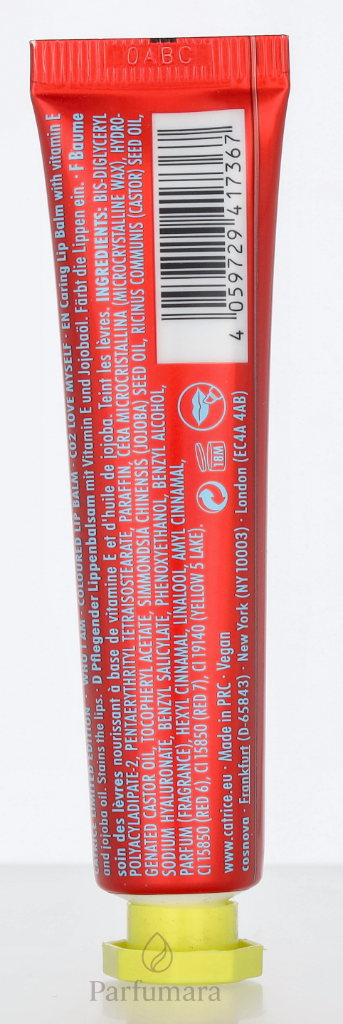 0ABC
LIMITED EDITION · WHO I AM · COLOURED LIP BALM · C02 LOVE MYSELF · EN Caring Lip Balm with vitamin E
and jojoba oil. Stains the lips. · D Pflegender Lippenbalsam mit Vitamin E und Jojobaöl. Färbt die Lippen ein. · F Baume
soin des lèvres nourissant à base de vitamine E et d'huile de jojoba. Teint les lèvres. INGREDIENTS: BIS-DIGLYCERYL
POLYACYLADIPATE-2, PENTAERYTHRITYL TETRAISOSTEARATE, PARAFFIN, CERA MICROCRISTALLINA (MICROCRYSTALLINE WAX), HYDRO-
GENATED CASTOR OIL, TOCOPHERYL ACETATE, SIMMONDSIA CHINENSIS (JOJOBA) SEED OIL, RICINUS COMMUNIS (CASTOR) SEED OIL,
SODIUM HYALURONATE, BENZYL SALICYLATE, PHENOXYETHANOL, BENZYL ALCOHOL,
PARFUM (FRAGRANCE), HEXYL CINNAMAL, LINALOOL, AMYL CINNAMAL,
CI 15850 (RED 6), CI 15850 (RED 7), CI 19140 (YELLOW 5 LAKE).
www.catrice.eu · Made in PRC · Vegan
cosnova · Frankfurt (D-65843) · New York (NY 10003) · London (EC4A 4AB)
18M
4 059729 417367
Parfumara